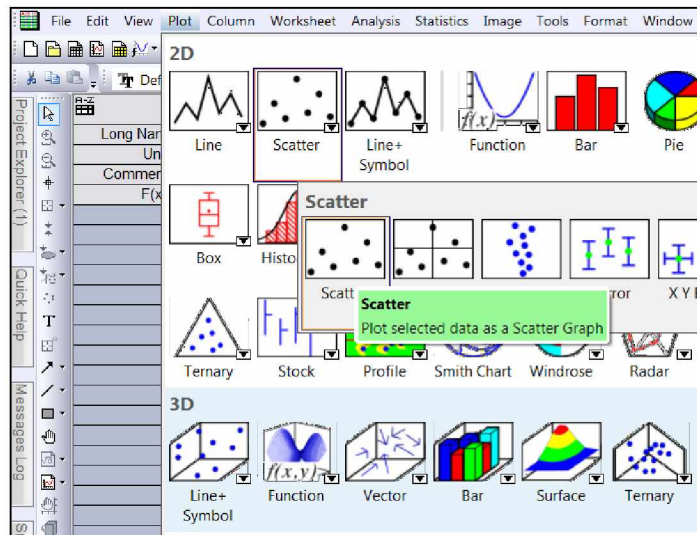 File Edit View Plot Column Worksheet Analysis Statistics Image Tools Format Window
Def
2D
A-Z
Long Nar
Un
Commer
F(x
Project Explorer (1)
Quick Help
Messages Log
T
Line Scatter Line+ Symbol f(x) Function Bar Pie
Box Histo
Scatter
Scatt ror X Y
Scatter
Plot selected data as a Scatter Graph
Ternary Stock Profile Smith Chart Windrose Radar
3D
Line+ Symbol f(x,y) Function Vector Bar Surface Ternary